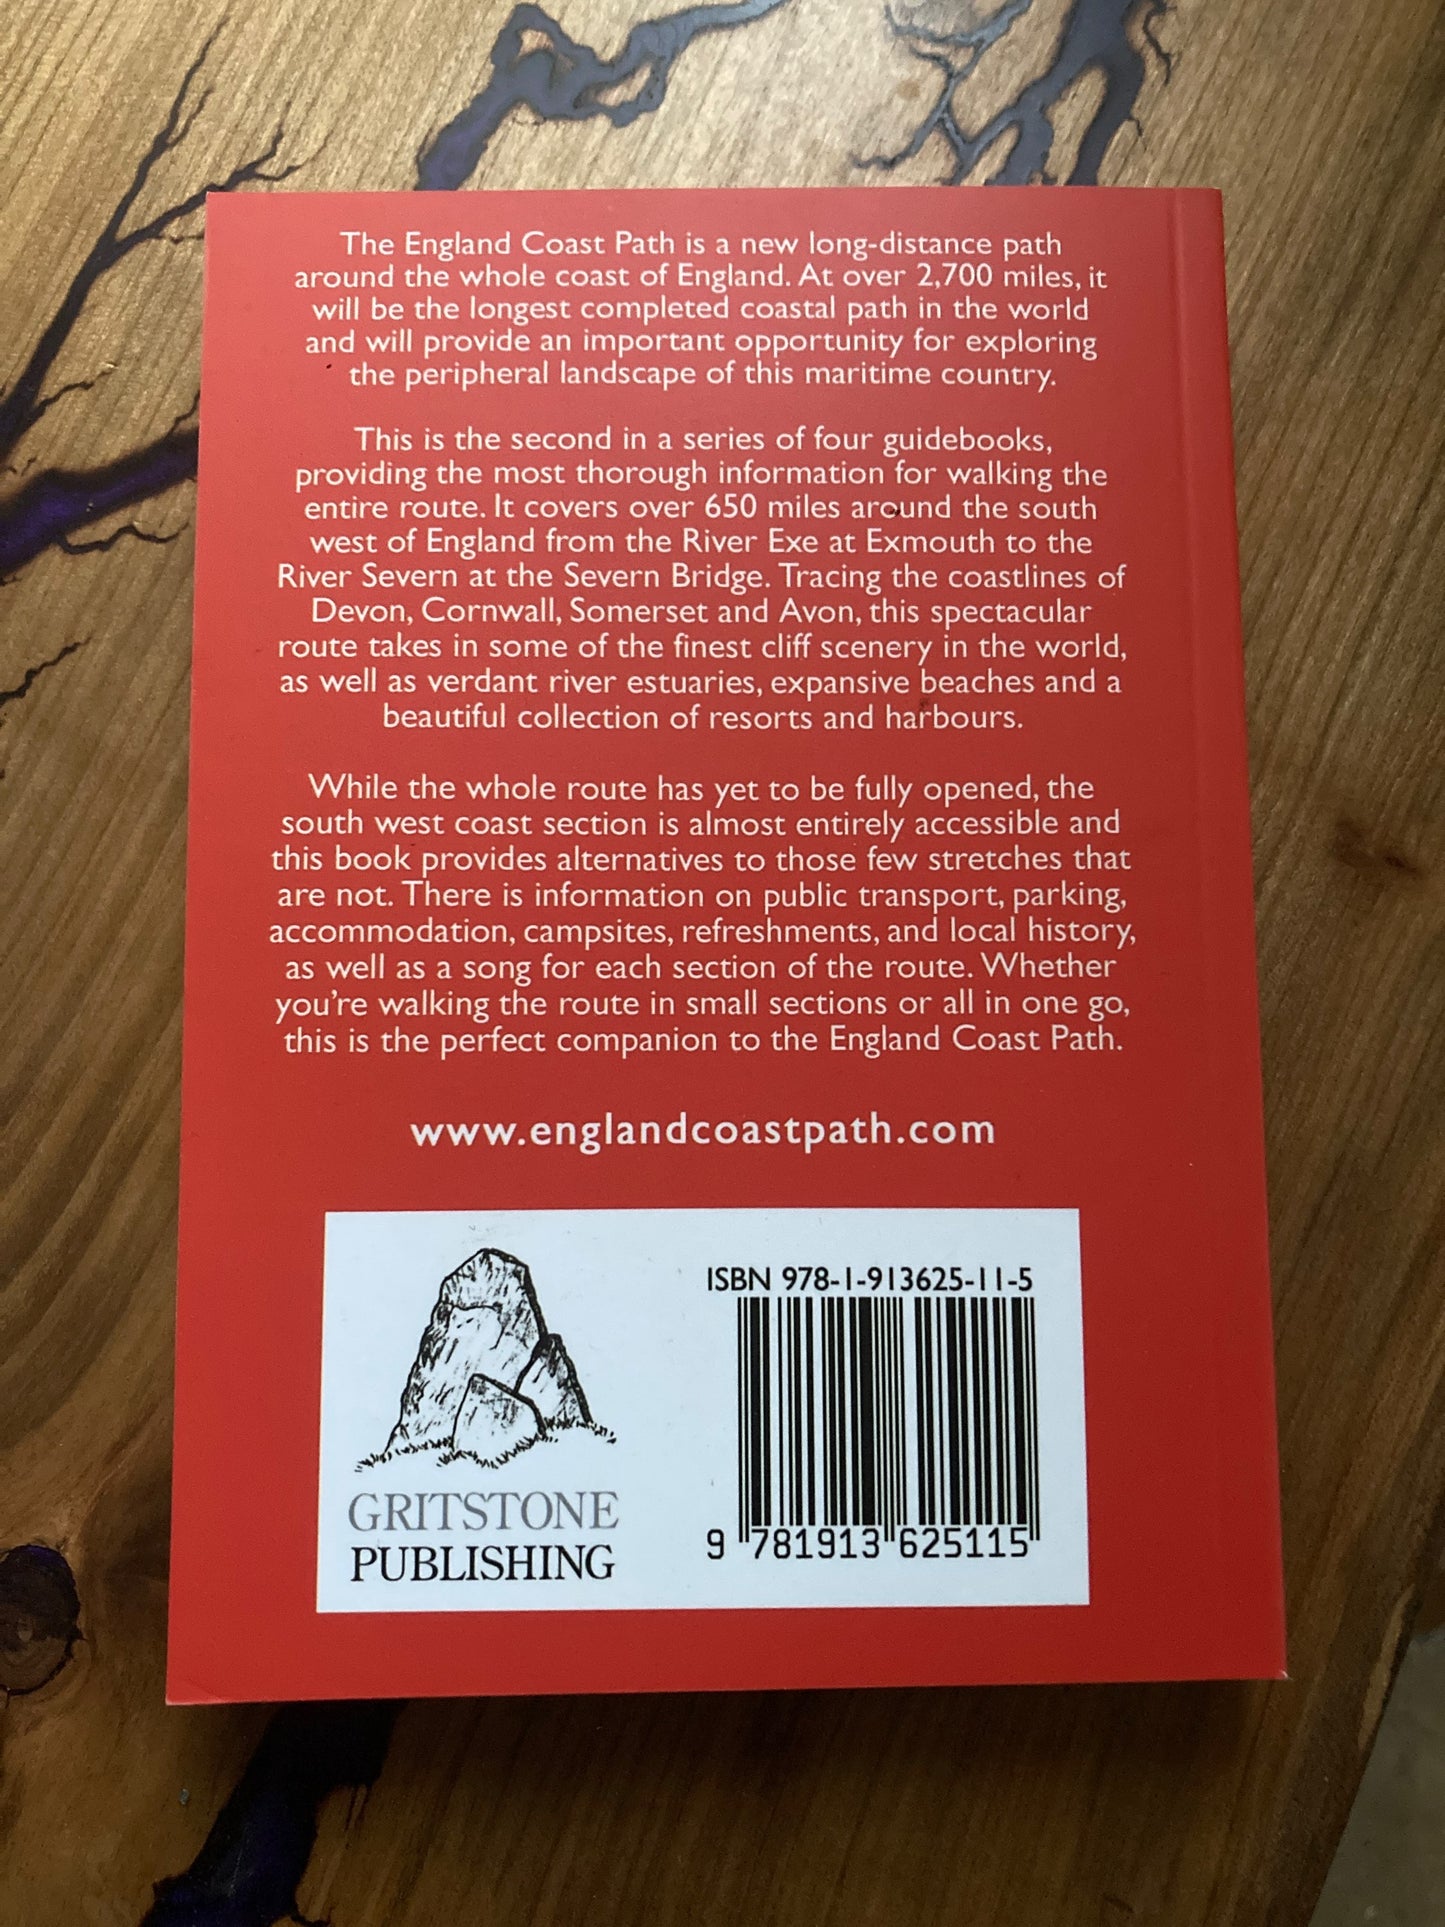 The England Coast Path is a new long-distance path
around the whole coast of England. At over 2,700 miles, it
will be the longest completed coastal path in the world
and will provide an important opportunity for exploring
the peripheral landscape of this maritime country.
This is the second in a series of four guidebooks,
providing the most thorough information for walking the
entire route. It covers over 650 miles around the south
west of England from the River Exe at Exmouth to the
River Severn at the Severn Bridge. Tracing the coastlines of
Devon, Cornwall, Somerset and Avon, this spectacular
route takes in some of the finest cliff scenery in the world,
as well as verdant river estuaries, expansive beaches and a
beautiful collection of resorts and harbours.
While the whole route has yet to be fully opened, the
south west coast section is almost entirely accessible and
this book provides alternatives to those few stretches that
are not. There is information on public transport, parking,
accommodation, campsites, refreshments, and local history,
as well as a song for each section of the route. Whether
you're walking the route in small sections or all in one go,
this is the perfect companion to the England Coast Path.
www.englandcoastpath.com
GRITSTONE
PUBLISHING
ISBN 978-1-913625-11-5
9 781913 625115